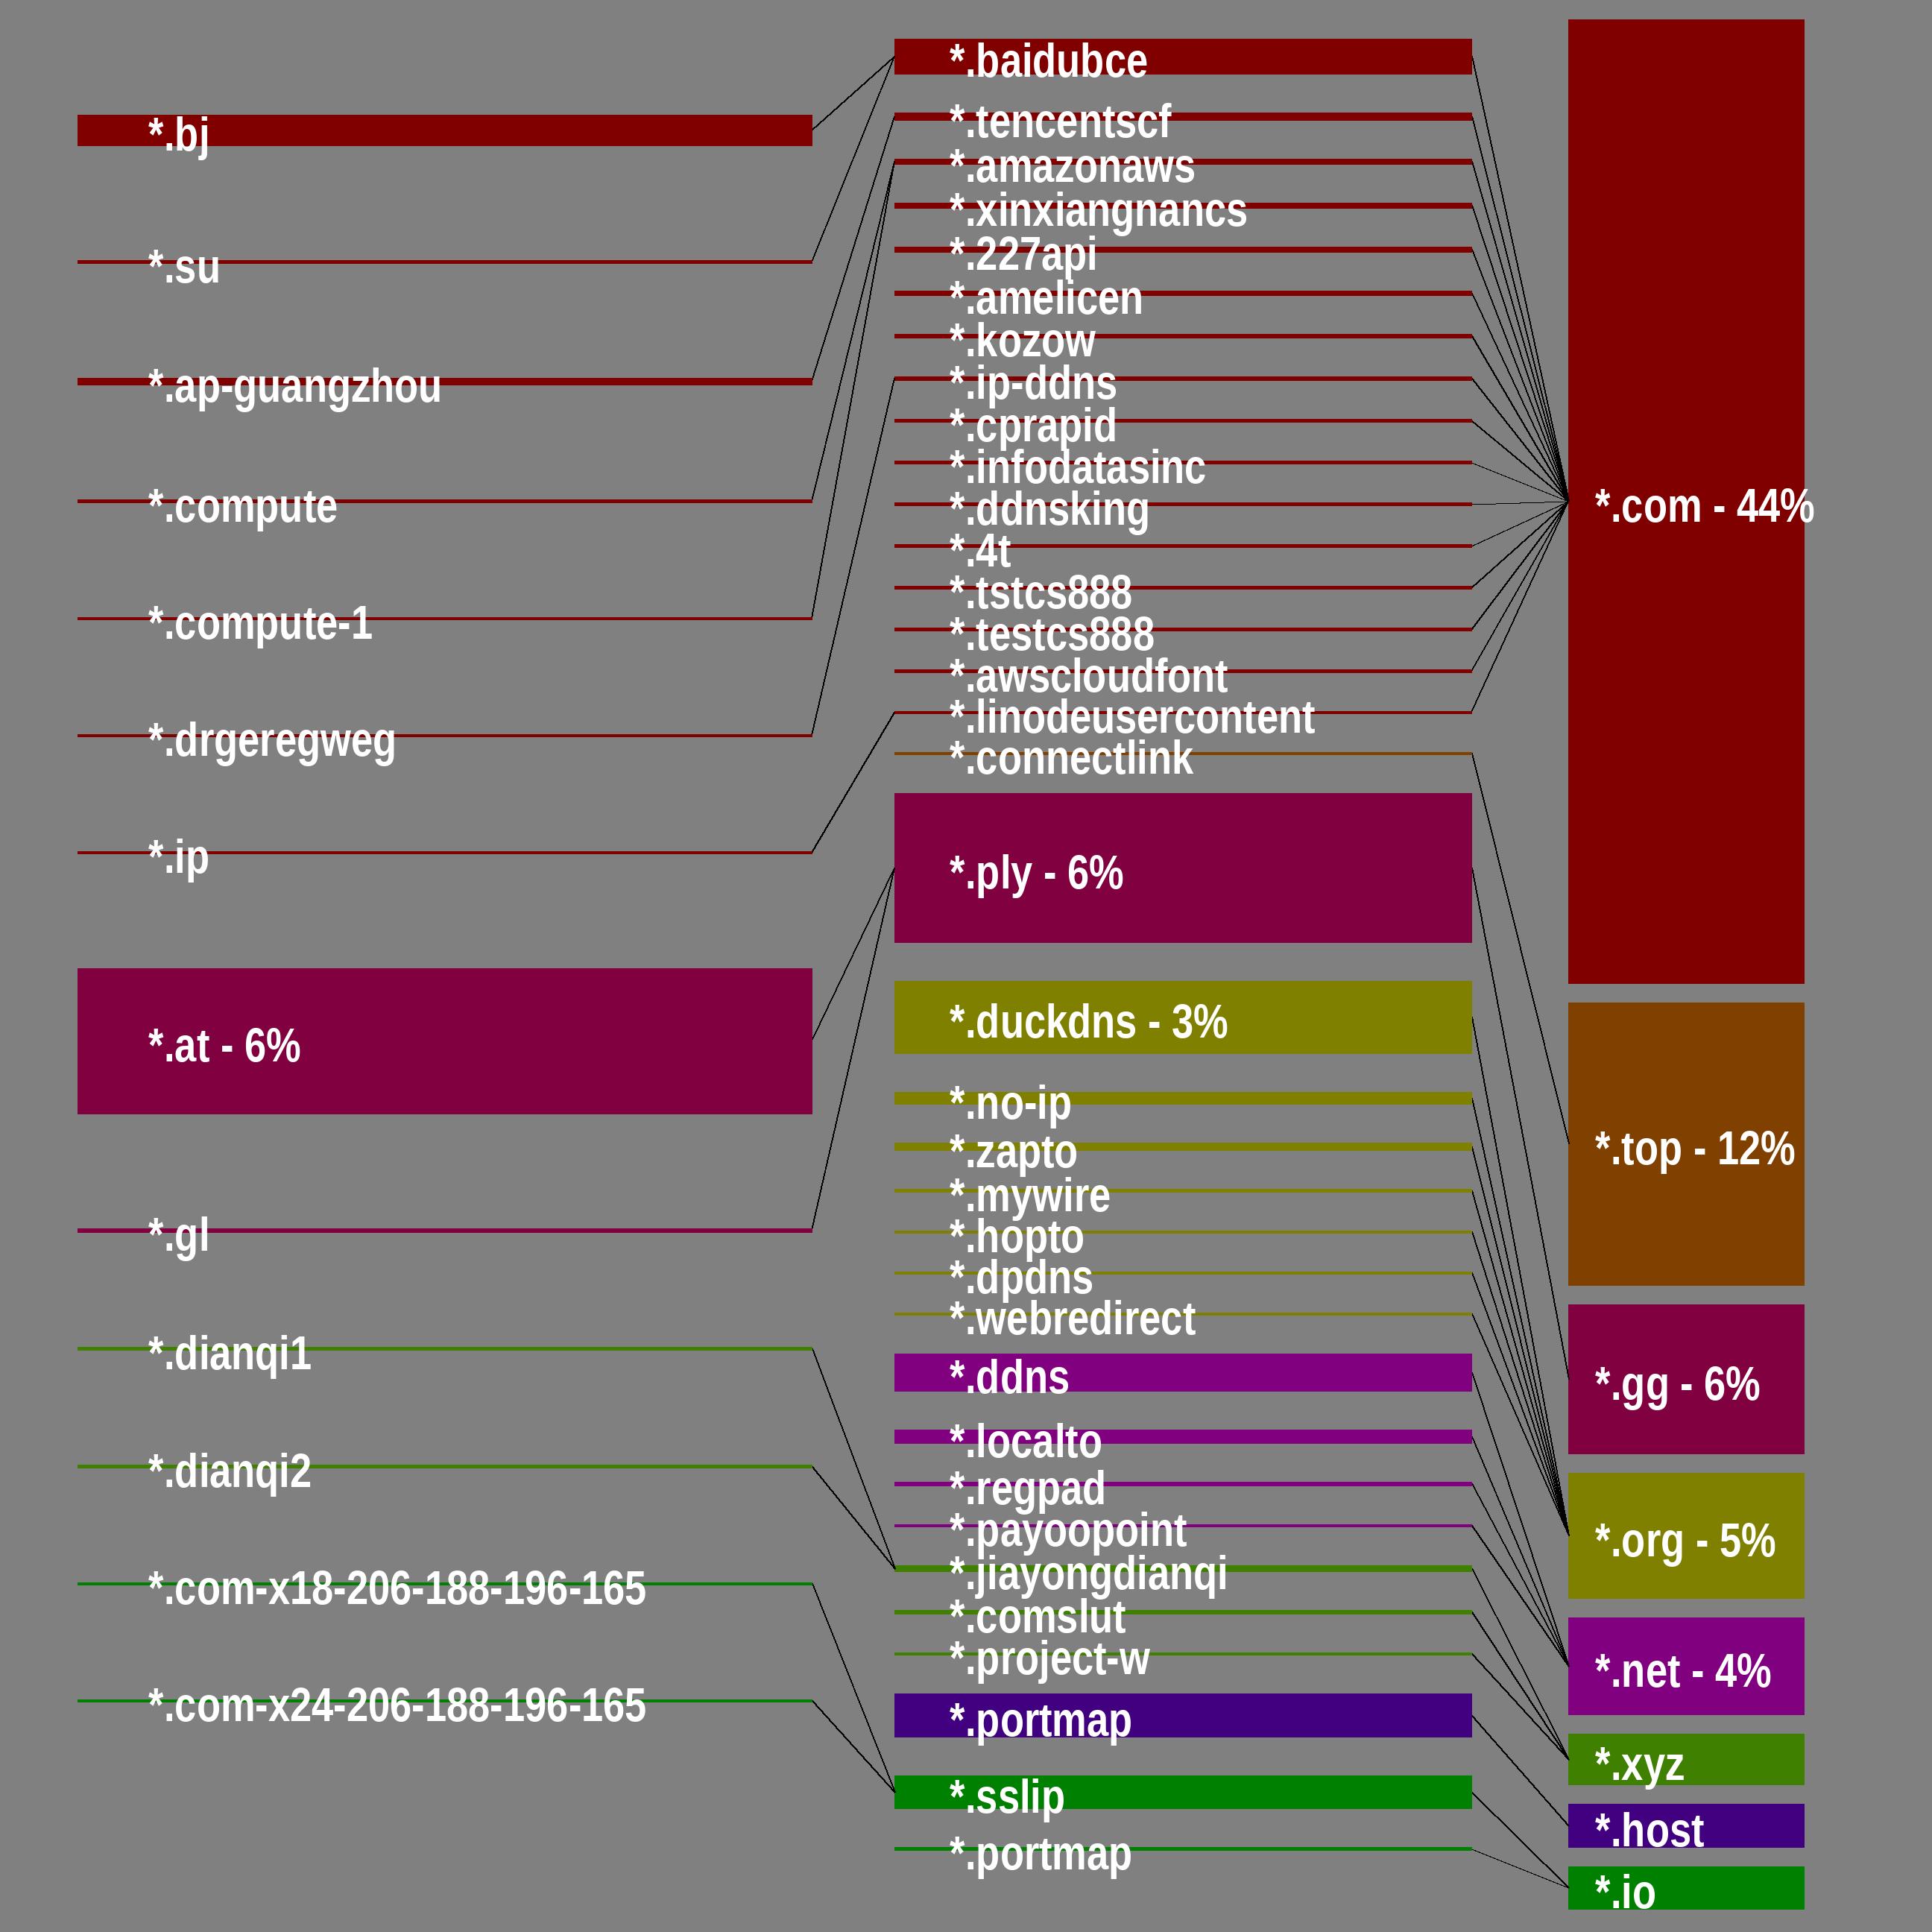 *.bj
*.su
*.ap-guangzhou
*.compute
*.compute-1
*.drgeregweg
*.ip
*.at - 6%
*.gl
*.dianqi1
*.dianqi2
*.com-x18-206-188-196-165
*.com-x24-206-188-196-165
*.baidubce
*.tencentscf
*.amazonaws
*.xinxiangnancs
*.227api
*.amelicen
*.kozow
*.ip-ddns
*.cprapid
*.infodatasinc
*.ddnsking
*.4t
*.tstcs888
*.testcs888
*.awscloudfont
*.linodeusercontent
*.connectlink
*.ply - 6%
*.duckdns - 3%
*.no-ip
*.zapto
*.mywire
*.hopto
*.dpdns
*.webredirect
*.ddns
*.localto
*.regpad
*.payoopoint
*.jiayongdianqi
*.comslut
*.project-w
*.portmap
*.sslip
*.portmap
*.com - 44%
*.top - 12%
*.gg - 6%
*.org - 5%
*.net - 4%
*.xyz
*.host
*.io